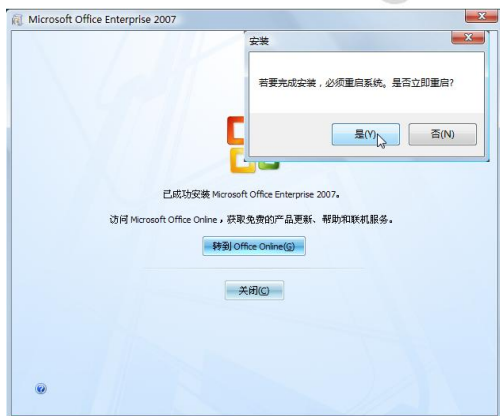 Microsoft Office Enterprise 2007
安装
若要完成安装，必须重启系统。是否立即重启?
是(Y)
否(N)
已成功安装 Microsoft Office Enterprise 2007。
访问 Microsoft Office Online，获取免费的产品更新、帮助和联机服务。
转到 Office Online(G)
关闭(C)